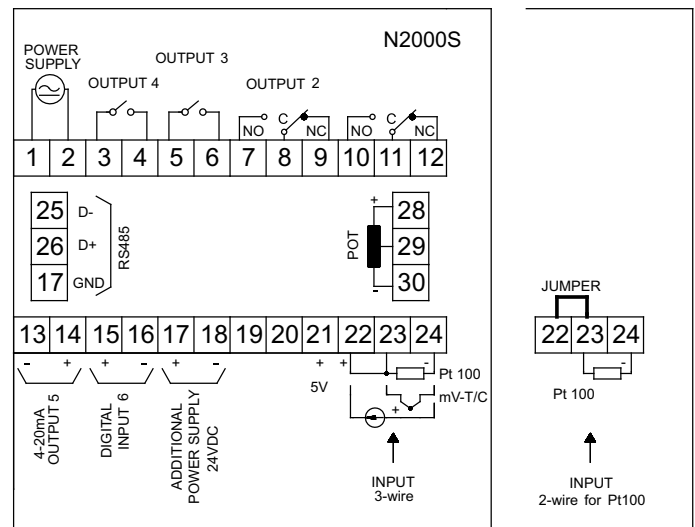 N2000S
POWER
SUPPLY
OUTPUT 4
OUTPUT 3
OUTPUT 2
NO C NC NO C NC
1 2 3 4 5 6 7 8 9 10 11 12
25 D-
26 D+
17 GND
RS485
POT
+ 28
29
- 30
13 14 15 16 17 18 19 20 21 22 23 24
- + + - + - + + -
4-20mA
OUTPUT 5
DIGITAL
INPUT 6
ADDITIONAL
POWER SUPPLY
24VDC
5V
Pt 100
+ mV-T/C
INPUT
3-wire
JUMPER
22 23 24
-
Pt 100
INPUT
2-wire for Pt100